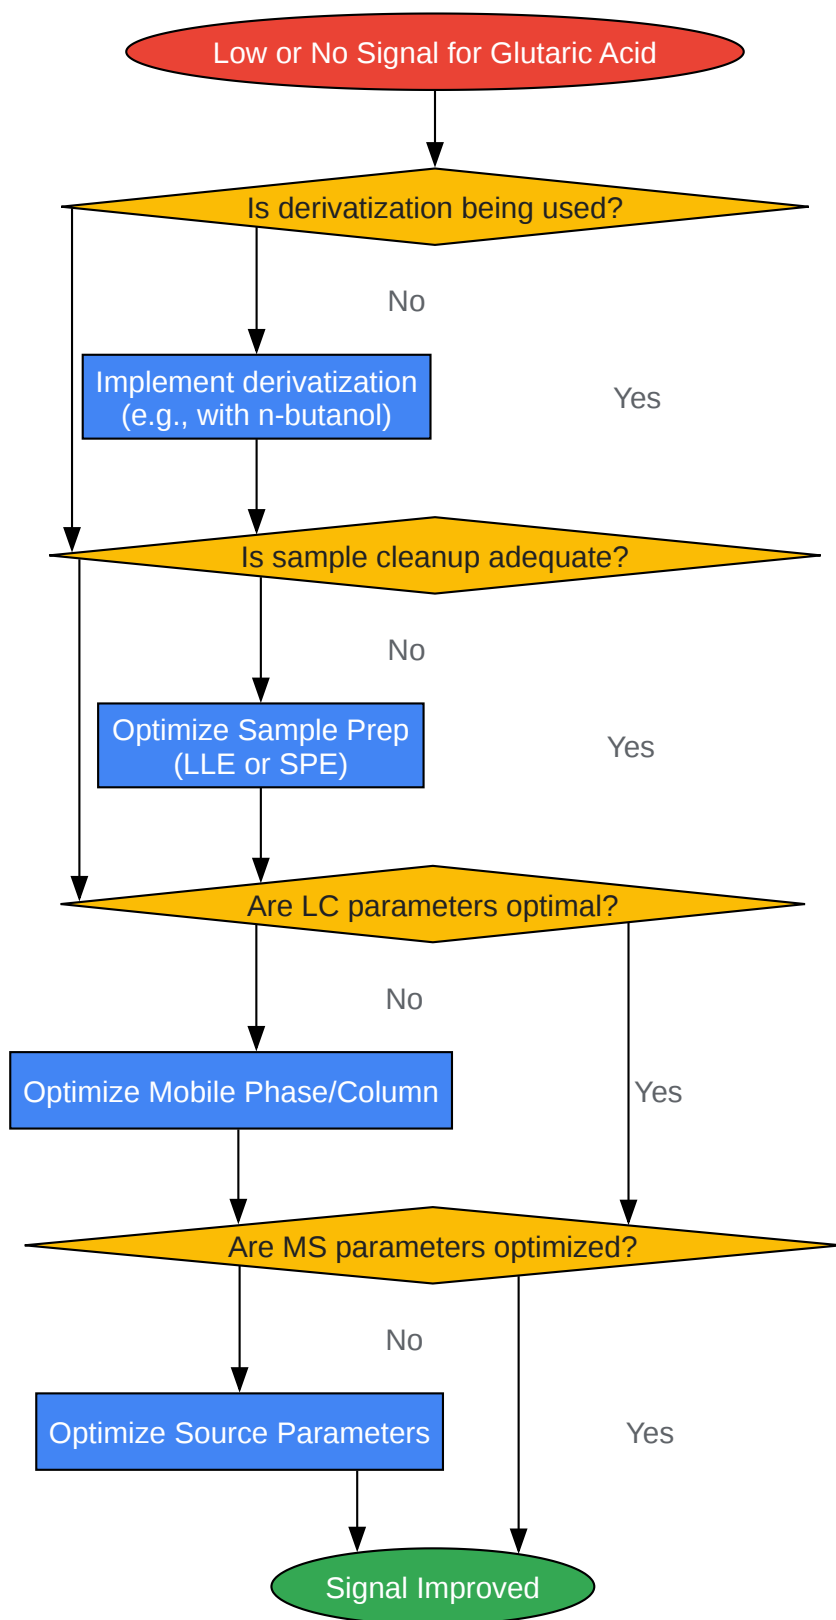 Low or No Signal for Glutaric Acid
Is derivatization being used?
No
Implement derivatization
(e.g., with n-butanol)
Yes
Is sample cleanup adequate?
No
Optimize Sample Prep
(LLE or SPE)
Yes
Are LC parameters optimal?
No
Optimize Mobile Phase/Column
Yes
Are MS parameters optimized?
No
Optimize Source Parameters
Yes
Signal Improved